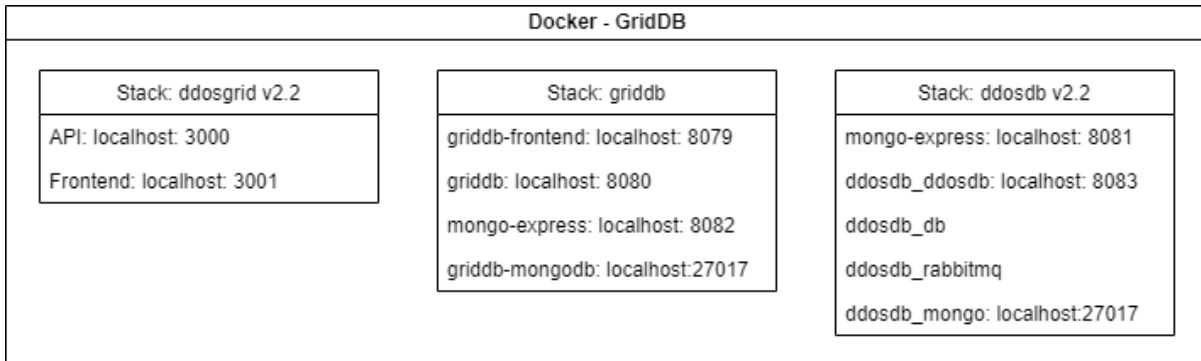 Docker - GridDB
Stack: ddosgrid v2.2
API: localhost: 3000
Frontend: localhost: 3001
Stack: griddb
griddb-frontend: localhost: 8079
griddb: localhost: 8080
mongo-express: localhost: 8082
griddb-mongodb: localhost:27017
Stack: ddosdb v2.2
mongo-express: localhost: 8081
ddosdb_ddosdb: localhost: 8083
ddosdb_db
ddosdb_rabbitmq
ddosdb_mongo: localhost:27017